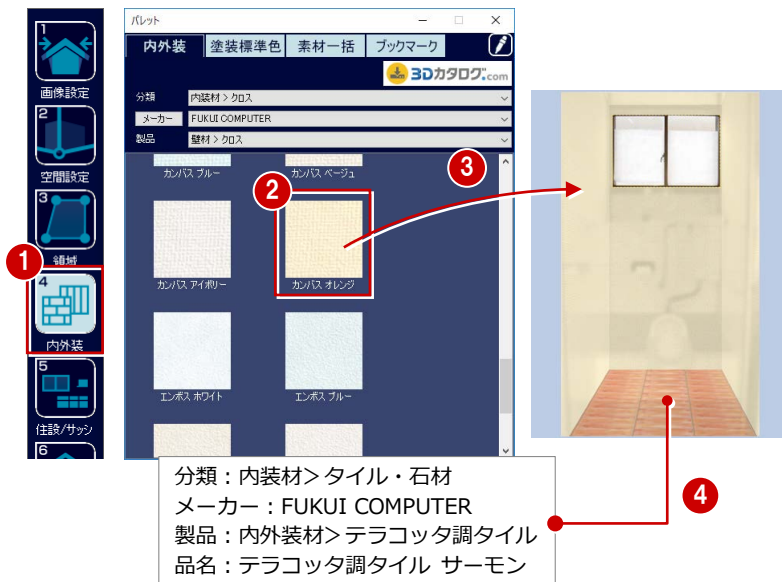 1
画像設定
2
空間設定
3
領域
1
4
内外装
5
住設/サッシ
6
パレット
内外装 塗装標準色 素材一括 ブックマーク
3Dカタログ.com
分類 内装材 > クロス
メーカー FUKUI COMPUTER
製品 壁材 > クロス
カンバス ブルー カンバス ベージュ
2
3
カンバス アイボリー カンバス オレンジ
エンボス ホワイト エンボス ブルー
分類：内装材>タイル・石材
メーカー：FUKUI COMPUTER
製品：内外装材>テラコッタ調タイル
品名：テラコッタ調タイル サーモン
4